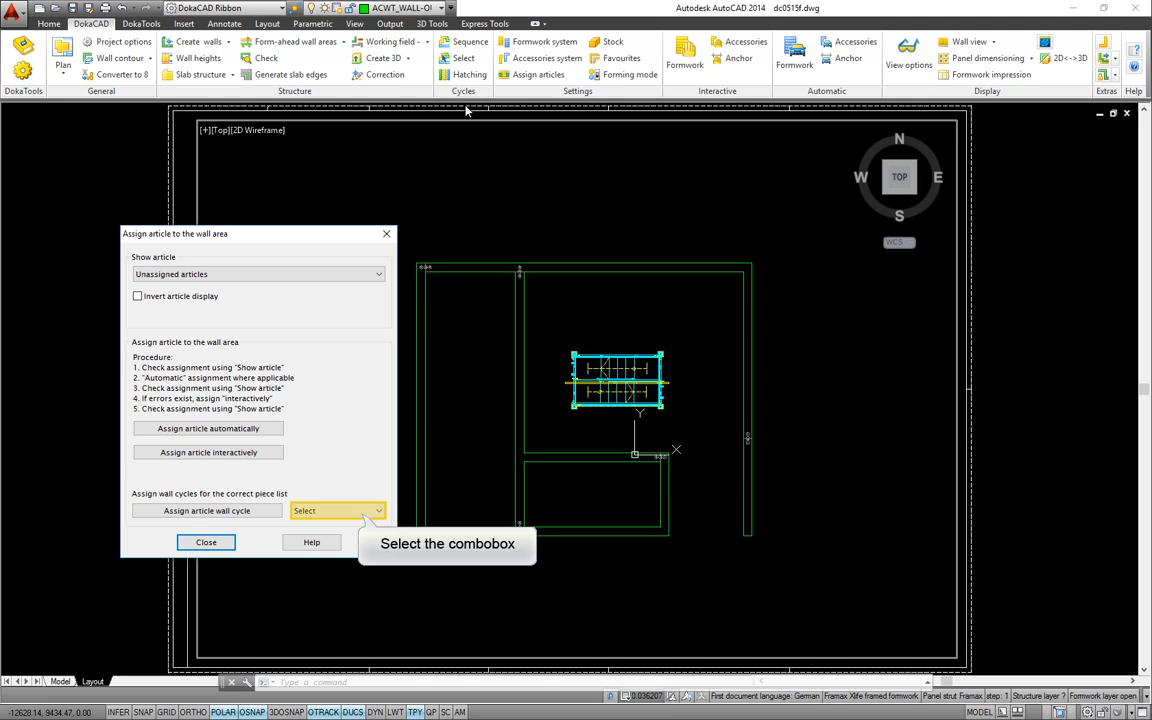 DokaCAD Ribbon
ACWT_WALL-O!
Autodesk AutoCAD 2014 dc0515f.dwg
Home DokaCAD DokaTools Insert Annotate Layout Parametric View Output 3D Tools Express Tools
Project options Create walls Form-ahead wall areas Working field - Sequence Formwork system Stock Accessories Accessories Wall view
Plan Wall contour Wall heights Check Create 3D Select Accessories system Favourites Formwork Anchor Formwork Anchor View options Panel dimensioning 2D<->3D
Converter to 8 Slab structure Generate slab edges Correction Hatching Assign articles Forming mode Formwork impression
DokaTools General Structure Cycles Settings Interactive Automatic Display Extras Help
[+][Top][2D Wireframe]
N
W TOP E
S
WCS
Assign article to the wall area
Show article
Unassigned articles
Invert article display
Assign article to the wall area
Procedure:
1. Check assignment using "Show article"
2. "Automatic" assignment where applicable
3. Check assignment using "Show article"
4. If errors exist, assign "interactively"
5. Check assignment using "Show article"
Assign article automatically
Assign article interactively
Assign wall cycles for the correct piece list
Assign article wall cycle Select
Close Help
Select the combobox
Y
X
Model Layout
Type a command
0.036207 First document language: German Framax Xlife framed formwork Panel strut Framax step: 1 Structure layer ? Formwork layer open
-12628.14, 9434.47, 0.00 INFER SNAP GRID ORTHO POLAR OSNAP 3DOSNAP OTRACK DUCS DYN LWT TPY QP SC AM MODEL